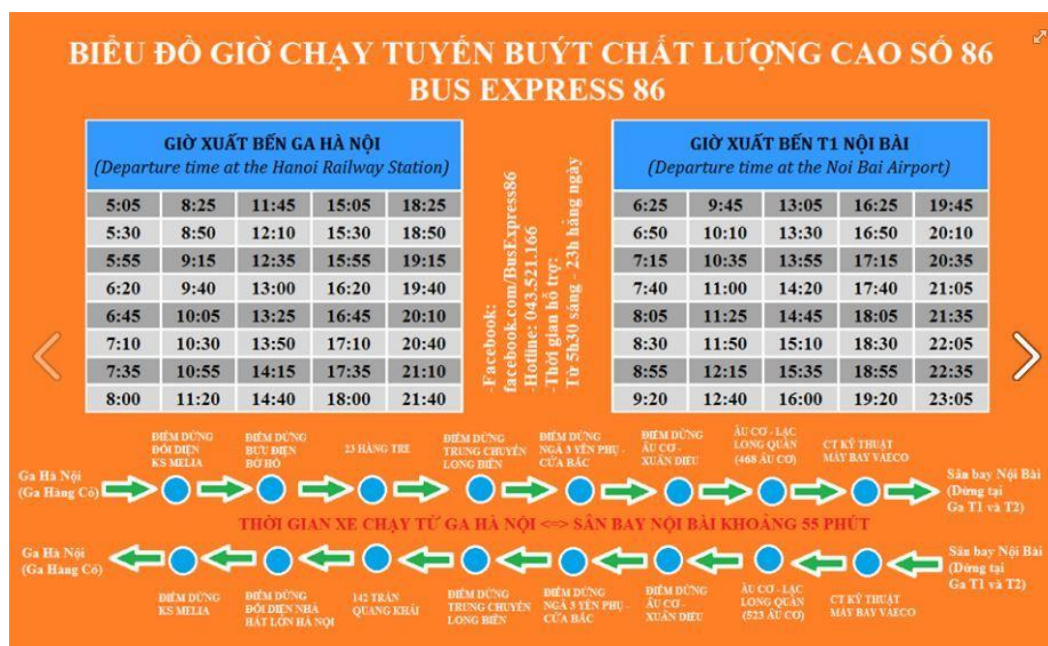 BIỂU ĐỒ GIỜ CHẠY TUYẾN BUÝT CHẤT LƯỢNG CAO SỐ 86
BUS EXPRESS 86
GIỜ XUẤT BẾN GA HÀ NỘI
(Departure time at the Hanoi Railway Station)
5:05 8:25 11:45 15:05 18:25
5:30 8:50 12:10 15:30 18:50
5:55 9:15 12:35 15:55 19:15
6:20 9:40 13:00 16:20 19:40
6:45 10:05 13:25 16:45 20:10
7:10 10:30 13:50 17:10 20:40
7:35 10:55 14:15 17:35 21:10
8:00 11:20 14:40 18:00 21:40
-Facebook:
facebook.com/BusExpress86
-Hotline: 043.521.166
-Thời gian hỗ trợ:
Từ 5h30 sáng - 23h hằng ngày
GIỜ XUẤT BẾN T1 NỘI BÀI
(Departure time at the Noi Bai Airport)
6:25 9:45 13:05 16:25 19:45
6:50 10:10 13:30 16:50 20:10
7:15 10:35 13:55 17:15 20:35
7:40 11:00 14:20 17:40 21:05
8:05 11:25 14:45 18:05 21:35
8:30 11:50 15:10 18:30 22:05
8:55 12:15 15:35 18:55 22:35
9:20 12:40 16:00 19:20 23:05
Ga Hà Nội
(Ga Hàng Cỏ)
ĐIỂM DỪNG
ĐỐI DIỆN
KS MELIA
ĐIỂM DỪNG
BƯU ĐIỆN
BỜ HỒ
23 HÀNG TRE
ĐIỂM DỪNG
TRUNG CHUYỂN
LONG BIÊN
ĐIỂM DỪNG
NGÃ 3 YÊN PHỤ -
CỬA BẮC
ĐIỂM DỪNG
ÂU CƠ -
XUÂN DIỆU
ÂU CƠ - LẠC
LONG QUÂN
(468 ÂU CƠ)
CT KỸ THUẬT
MÁY BAY VAECO
Sân bay Nội Bài
(Dừng tại
Ga T1 và T2)
THỜI GIAN XE CHẠY TỪ GA HÀ NỘI <=> SÂN BAY NỘI BÀI KHOẢNG 55 PHÚT
Ga Hà Nội
(Ga Hàng Cỏ)
ĐIỂM DỪNG
KS MELIA
ĐIỂM DỪNG
ĐỐI DIỆN NHÀ
HÁT LỚN HÀ NỘI
142 TRẦN
QUANG KHẢI
ĐIỂM DỪNG
TRUNG CHUYỂN
LONG BIÊN
ĐIỂM DỪNG
NGÃ 3 YÊN PHỤ -
CỬA BẮC
ĐIỂM DỪNG
ÂU CƠ -
XUÂN DIỆU
ÂU CƠ - LẠC
LONG QUÂN
(523 ÂU CƠ)
CT KỸ THUẬT
MÁY BAY VAECO
Sân bay Nội Bài
(Dừng tại
Ga T1 và T2)